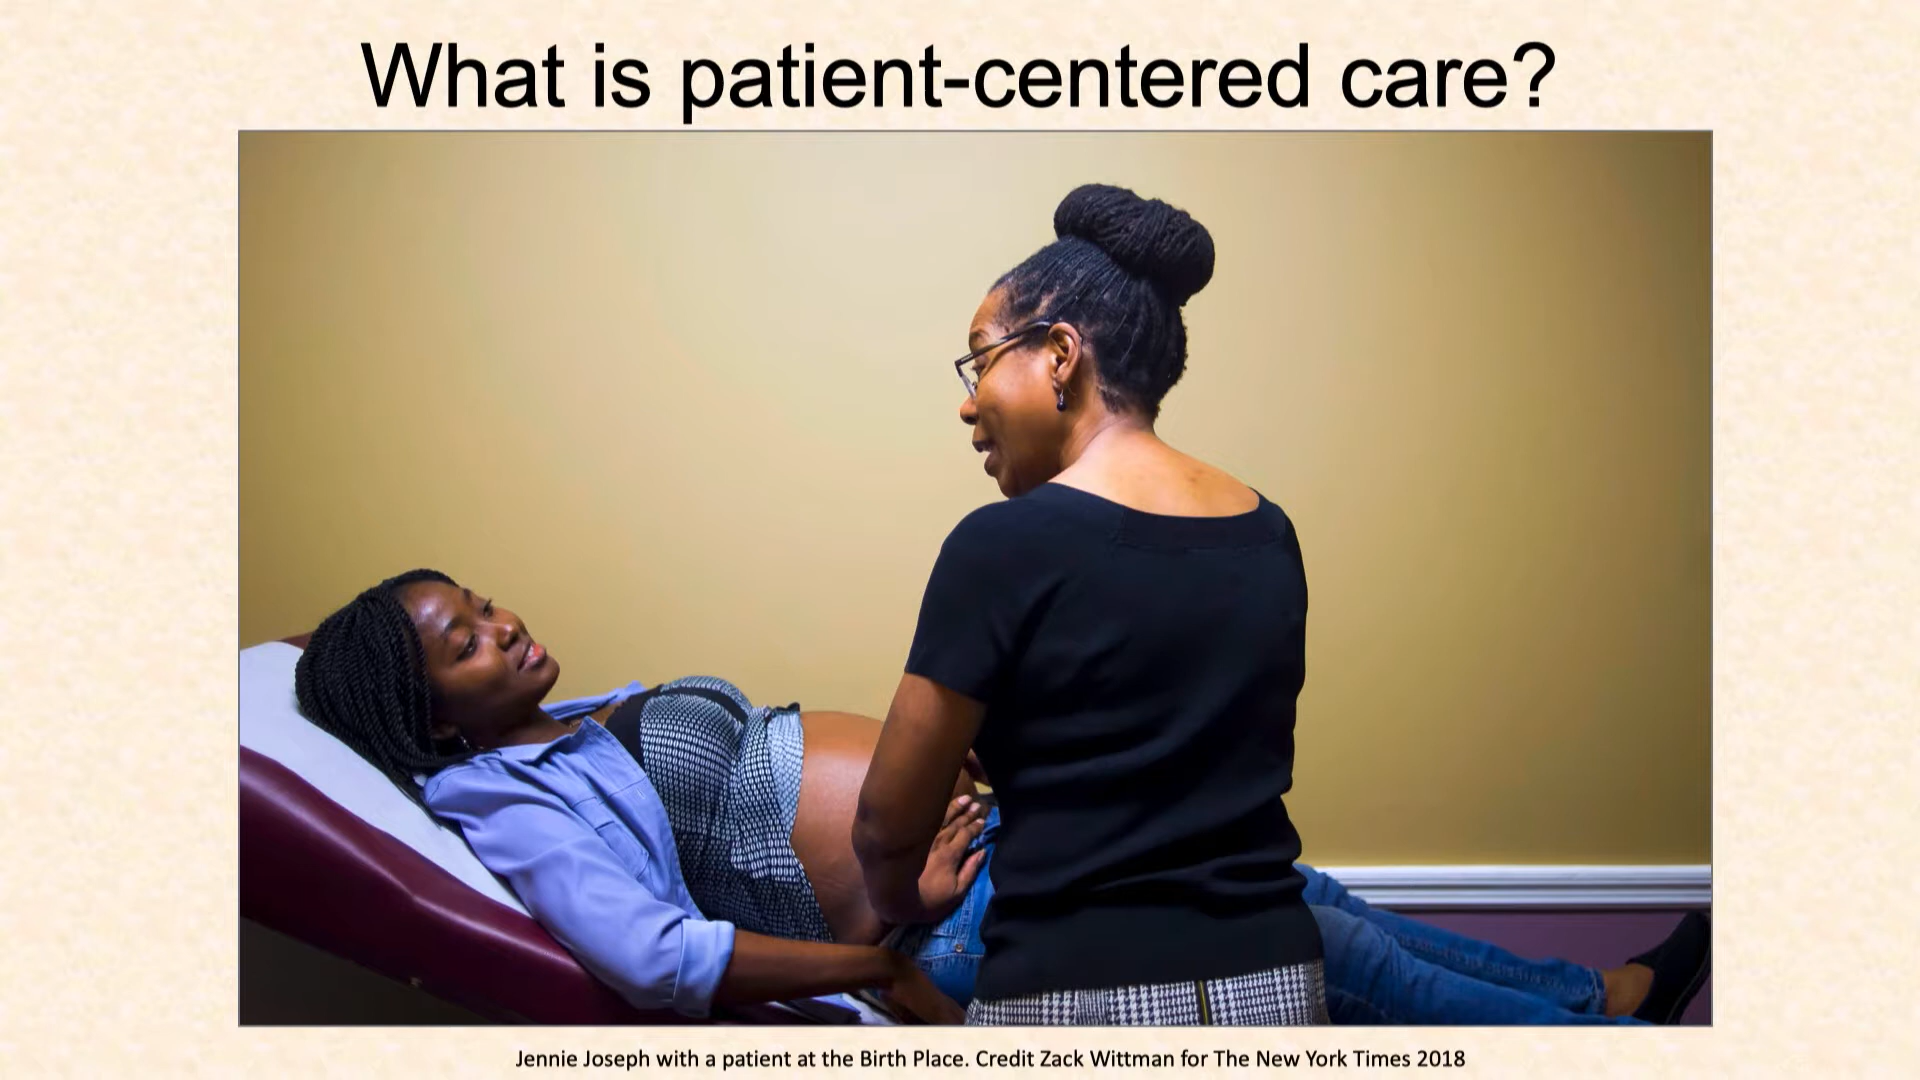 What is patient-centered care?
Jennie Joseph with a patient at the Birth Place. Credit Zack Wittman for The New York Times 2018